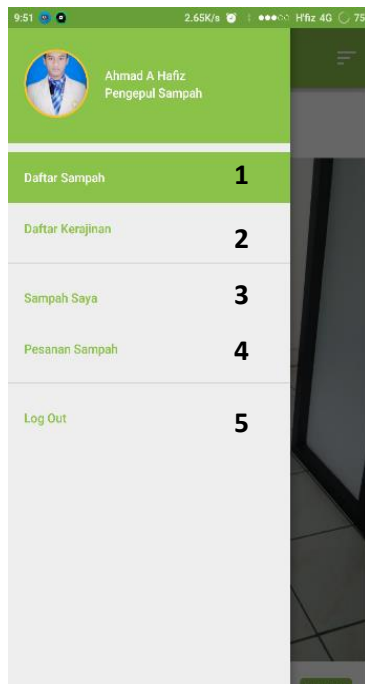 9:51 2.65K/s H'fiz 4G 75
Ahmad A Hafiz
Pengepul Sampah
Daftar Sampah 1
Daftar Kerajinan 2
Sampah Saya 3
Pesanan Sampah 4
Log Out 5